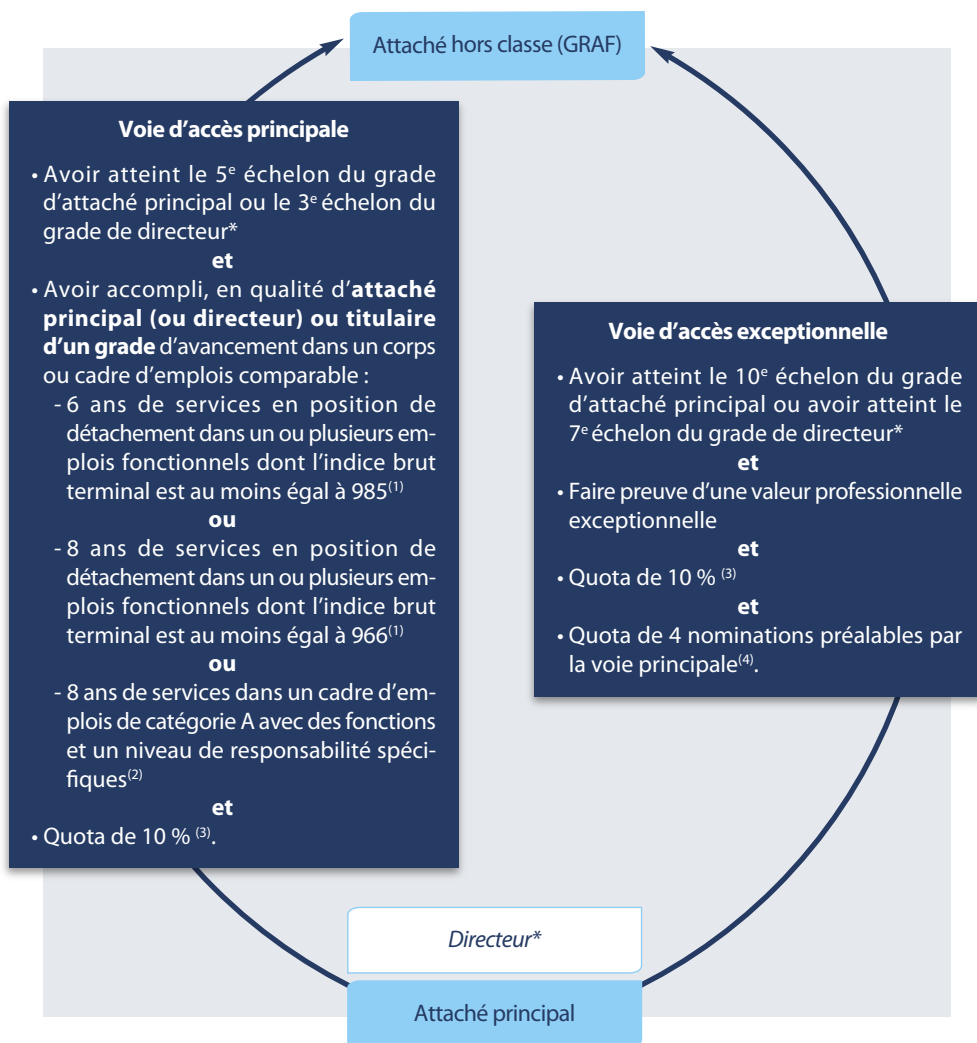 Attaché hors classe (GRAF)
Voie d’accès principale
• Avoir atteint le 5e échelon du grade
d’attaché principal ou le 3e échelon du
grade de directeur*
et
• Avoir accompli, en qualité d’attaché
principal (ou directeur) ou titulaire
d’un grade d’avancement dans un corps
ou cadre d’emplois comparable :
- 6 ans de services en position de
détachement dans un ou plusieurs em-
plois fonctionnels dont l’indice brut
terminal est au moins égal à 985(1)
ou
- 8 ans de services en position de
détachement dans un ou plusieurs em-
plois fonctionnels dont l’indice brut
terminal est au moins égal à 966(1)
ou
- 8 ans de services dans un cadre d’em-
plois de catégorie A avec des fonctions
et un niveau de responsabilité spéci-
fiques(2)
et
• Quota de 10 % (3).
Voie d’accès exceptionnelle
• Avoir atteint le 10e échelon du grade
d’attaché principal ou avoir atteint le
7e échelon du grade de directeur*
et
• Faire preuve d’une valeur professionnelle
exceptionnelle
et
• Quota de 10 % (3)
et
• Quota de 4 nominations préalables par
la voie principale(4).
Directeur*
Attaché principal